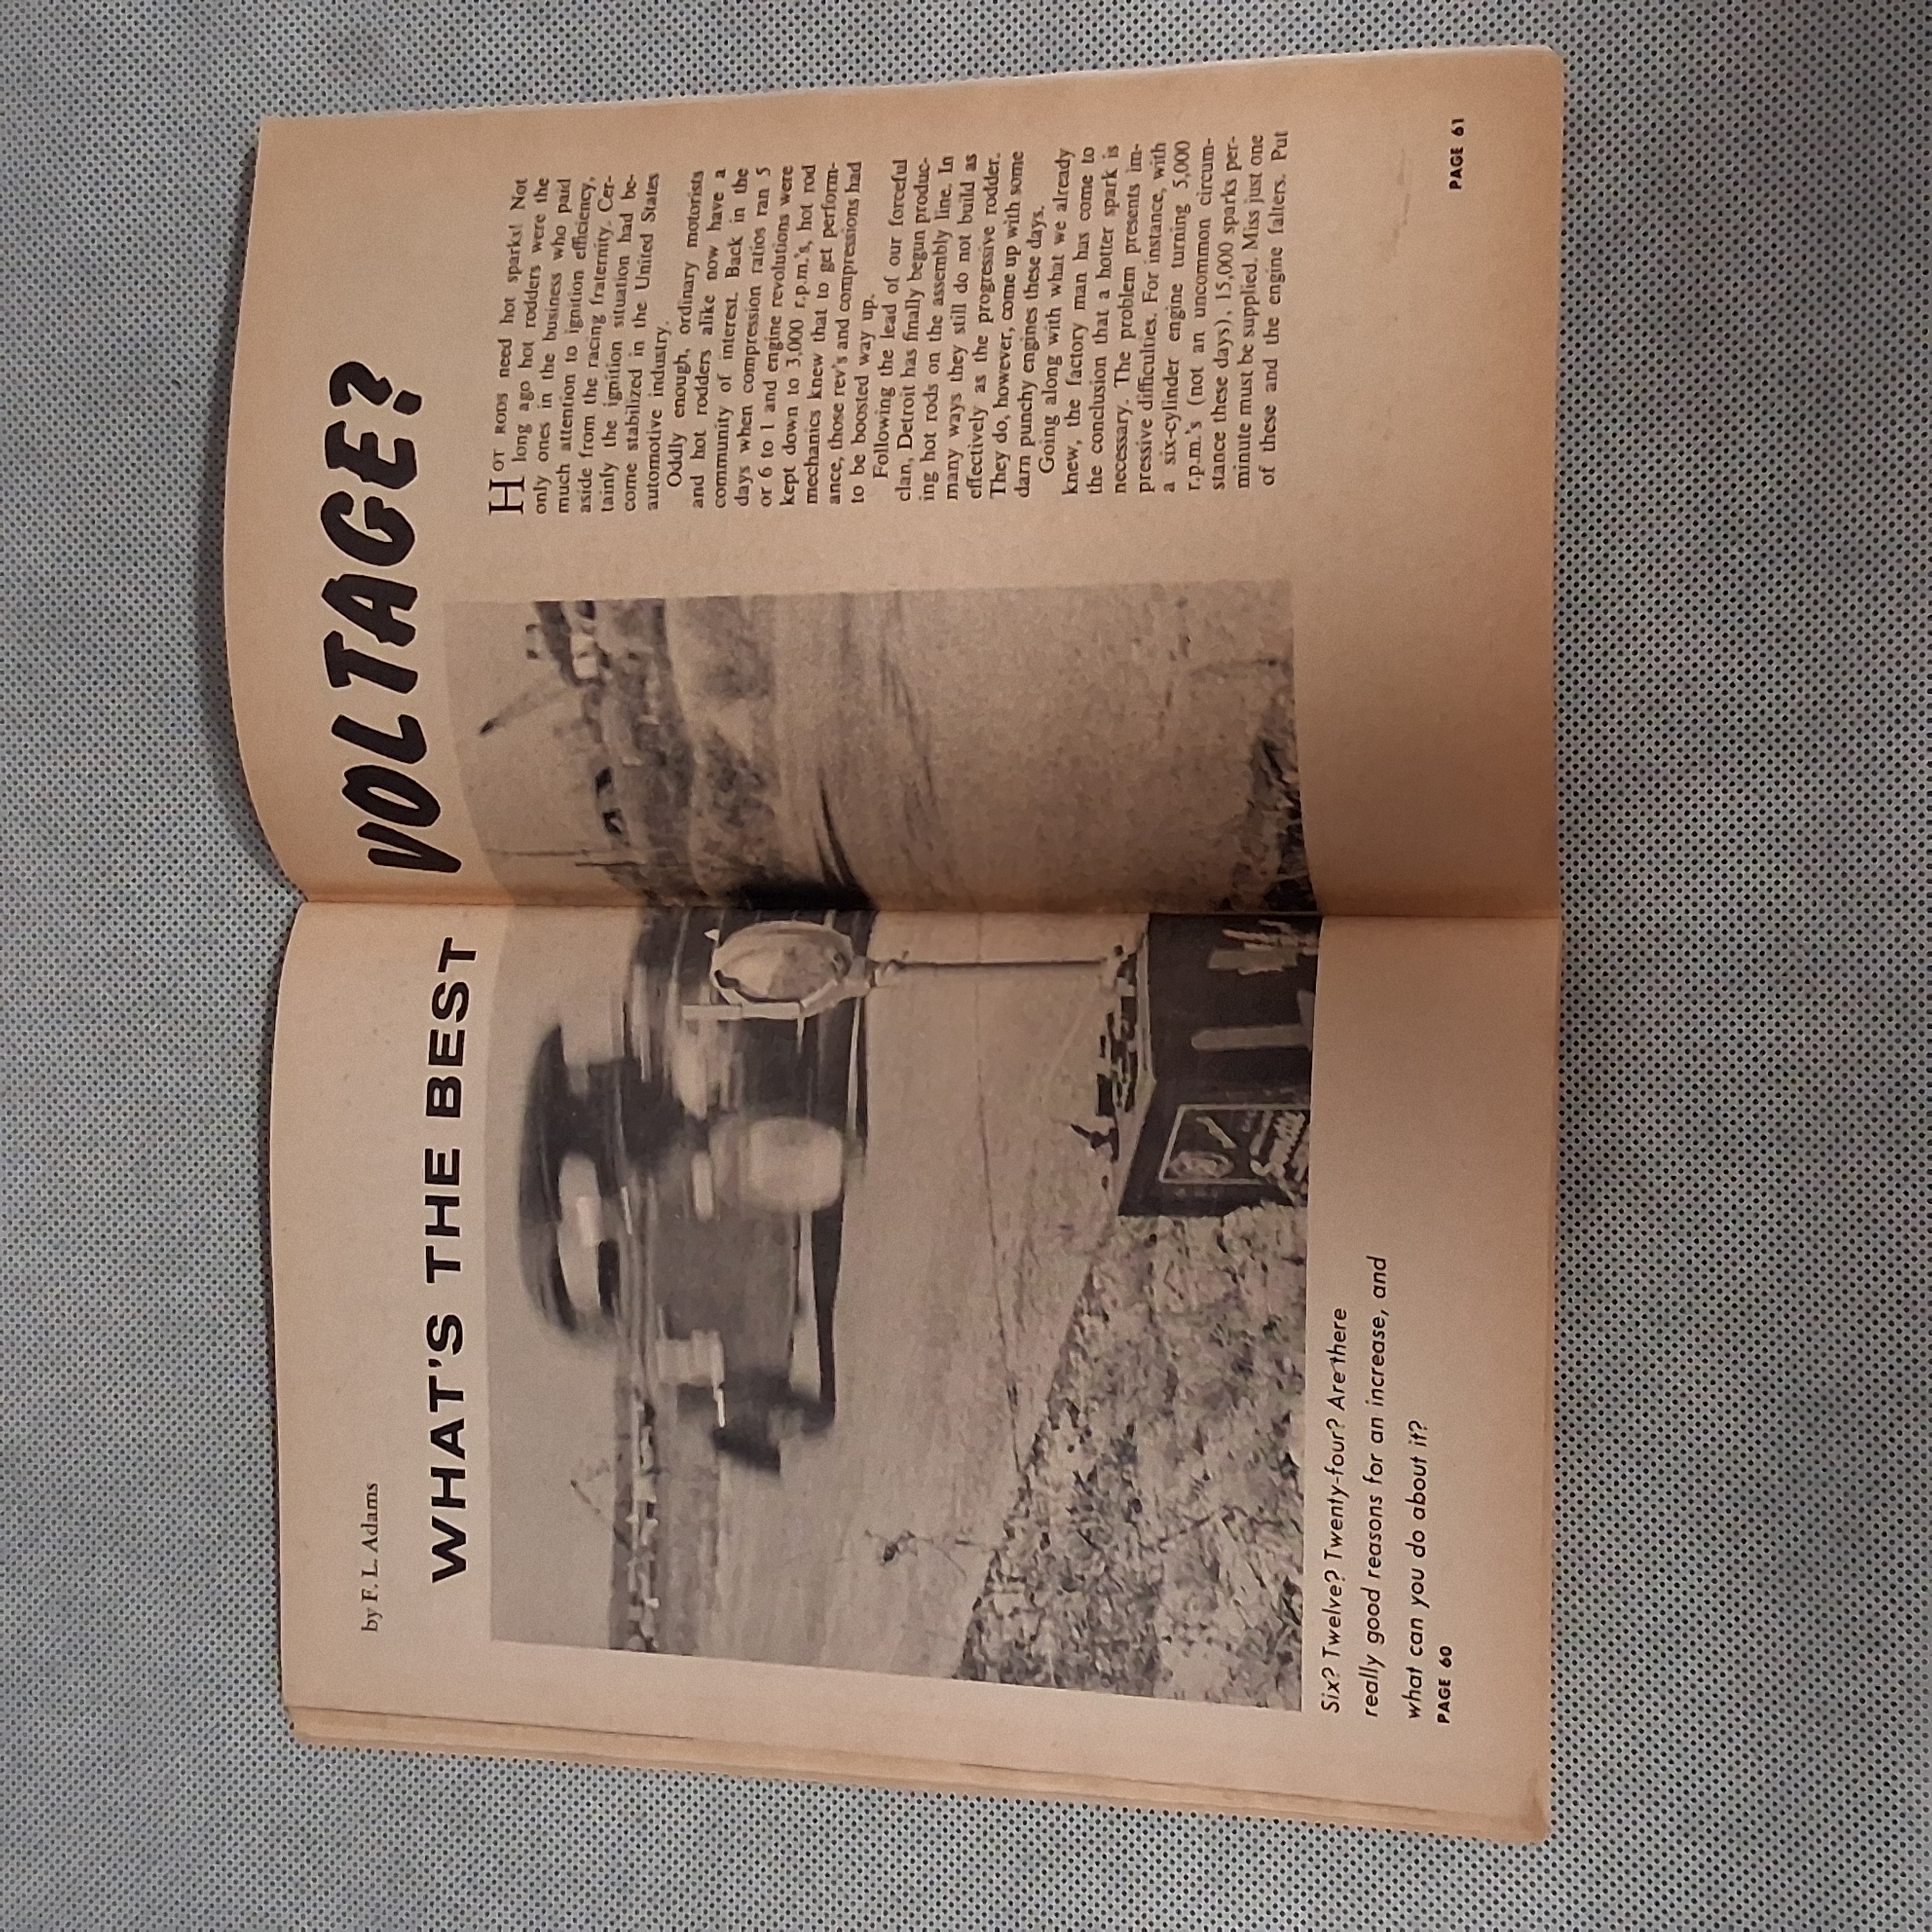 by F. L. Adams
WHAT'S THE BEST VOLTAGE?
Six? Twelve? Twenty-four? Are there
really good reasons for an increase, and
what can you do about it?
PAGE 60
HOT RODS need hot sparks! Not
long ago hot rodders were the
only ones in the business who paid
much attention to ignition efficiency,
aside from the racing fraternity. Cer-
tainly the ignition situation had be-
come stabilized in the United States
automotive industry.
Oddly enough, ordinary motorists
and hot rodders alike now have a
community of interest. Back in the
days when compression ratios ran 5
or 6 to 1 and engine revolutions were
kept down to 3,000 r.p.m.'s, hot rod
mechanics knew that to get perform-
ance, those rev's and compressions had
to be boosted way up.
Following the lead of our forceful
clan, Detroit has finally begun produc-
ing hot rods on the assembly line. In
many ways they still do not build as
effectively as the progressive rodder.
They do, however, come up with some
darn punchy engines these days.
Going along with what we already
knew, the factory man has come to
the conclusion that a hotter spark is
necessary. The problem presents im-
pressive difficulties. For instance, with
a six-cylinder engine turning 5,000
r.p.m.'s (not an uncommon circum-
stance these days), 15,000 sparks per-
minute must be supplied. Miss just one
of these and the engine falters. Put
PAGE 61